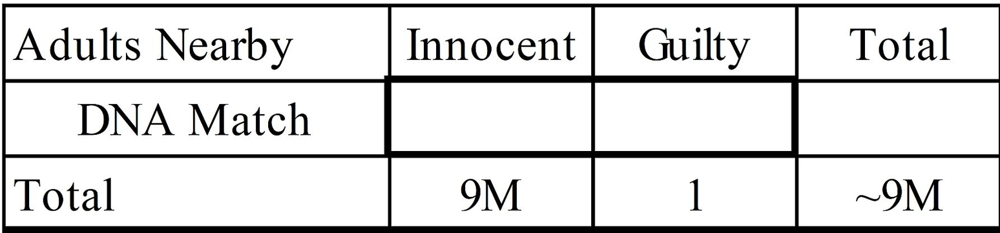 Adults Nearby Innocent Guilty Total
DNA Match
Total 9M 1 ~9M